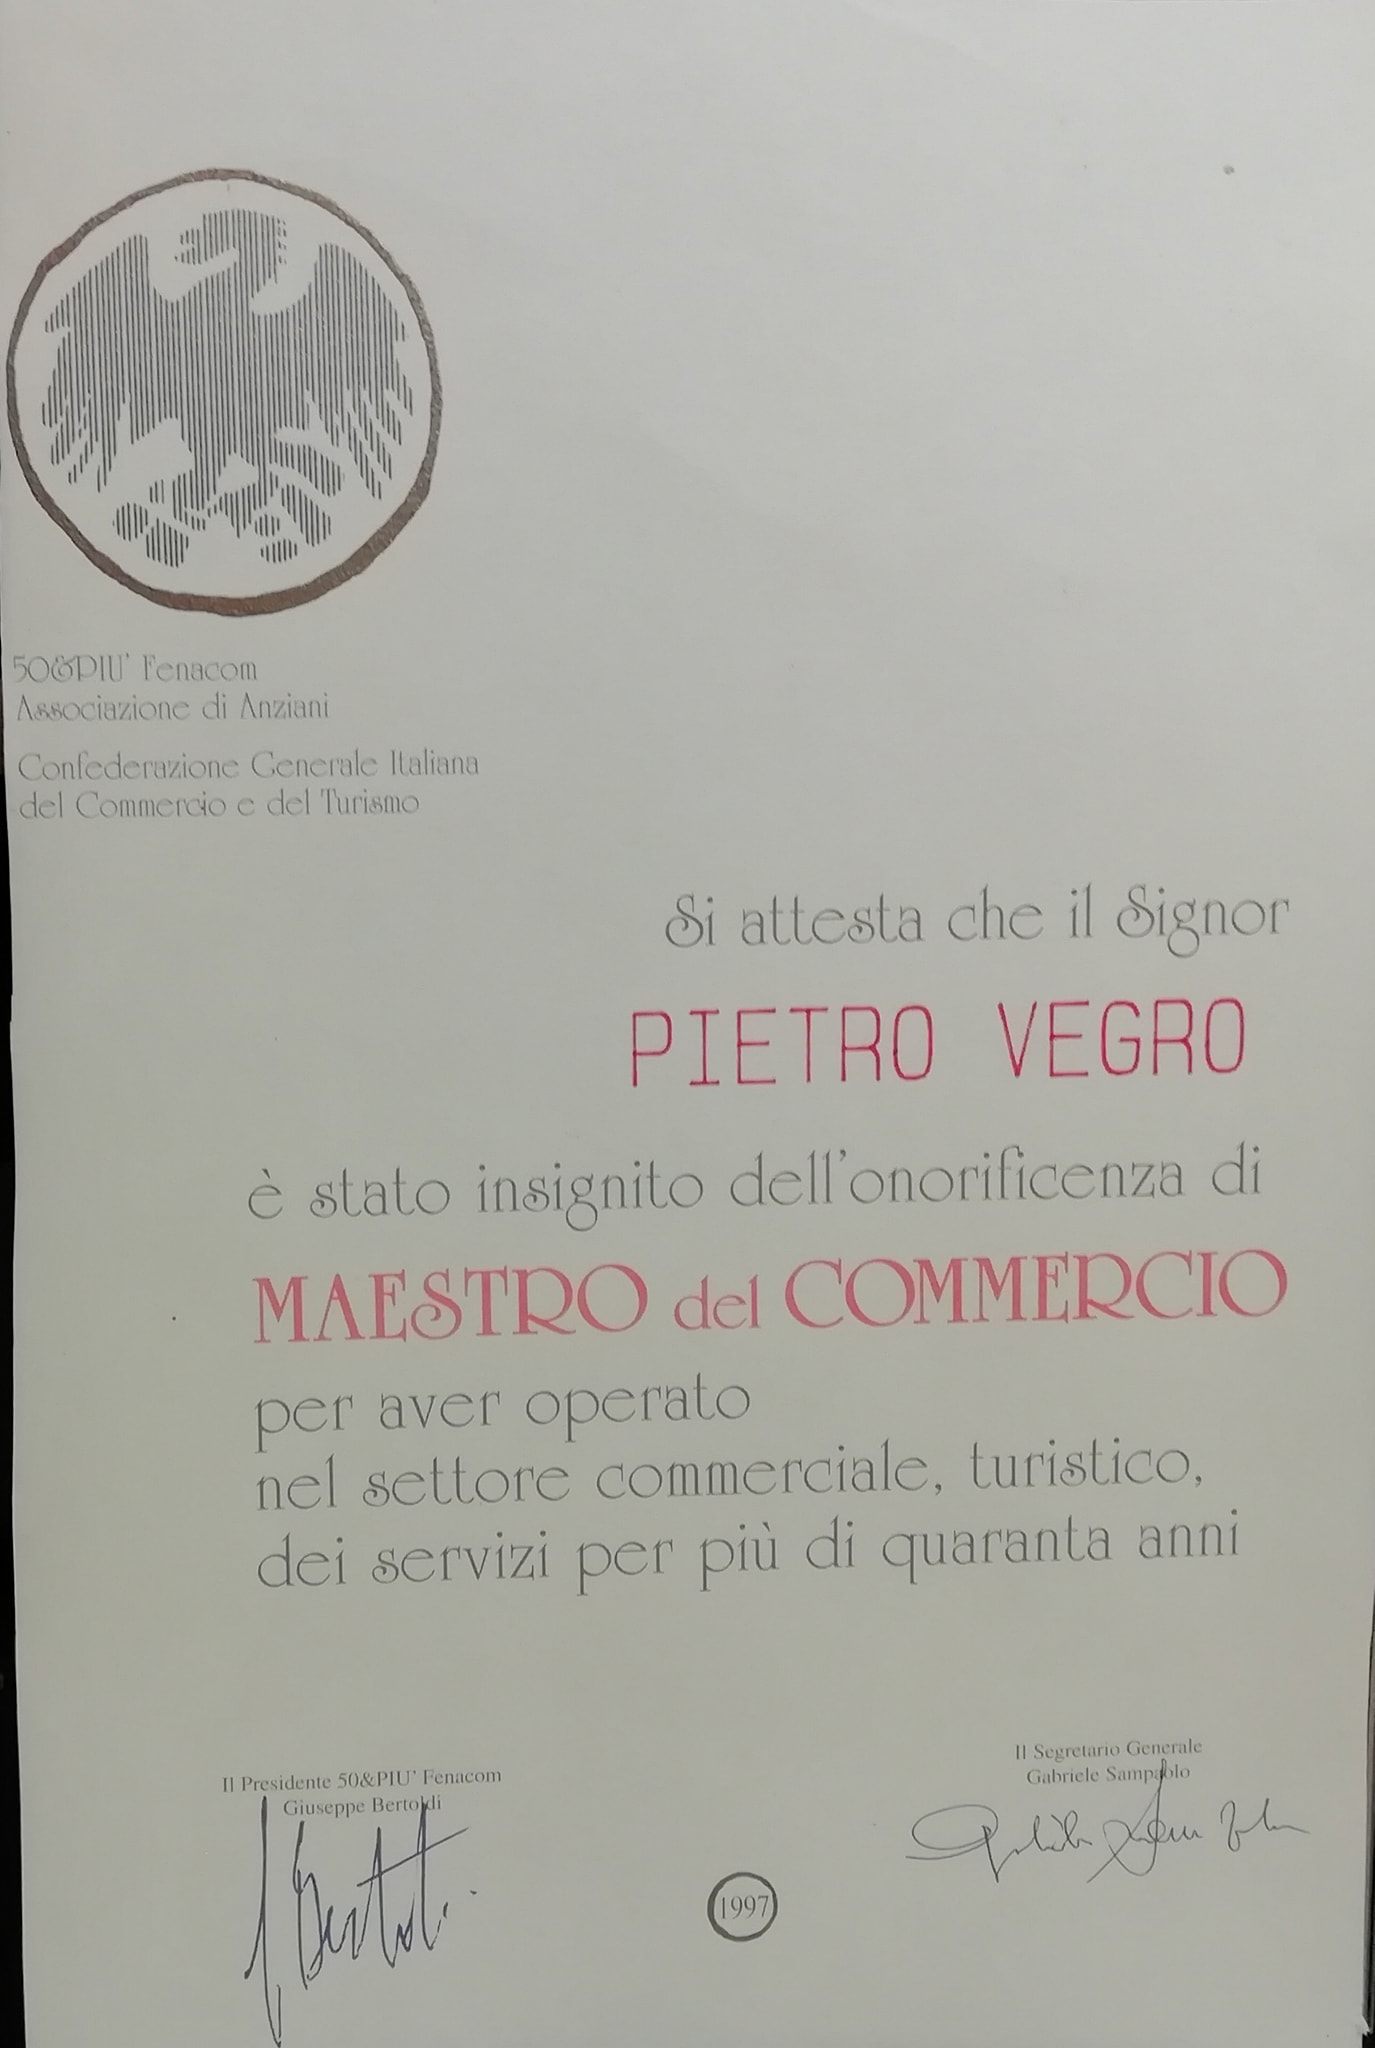 50&PIU' Fenacom
Associazione di Anziani
Confederazione Generale Italiana
del Commercio e del Turismo
Si attesta che il Signor
PIETRO VEGRO
è stato insignito dell'onorificenza di
MAESTRO del COMMERCIO
per aver operato
nel settore commerciale, turistico,
dei servizi per più di quaranta anni
Il Presidente 50&PIU' Fenacom
Giuseppe Bertoldi
Il Segretario Generale
Gabriele Sampaolo
1997